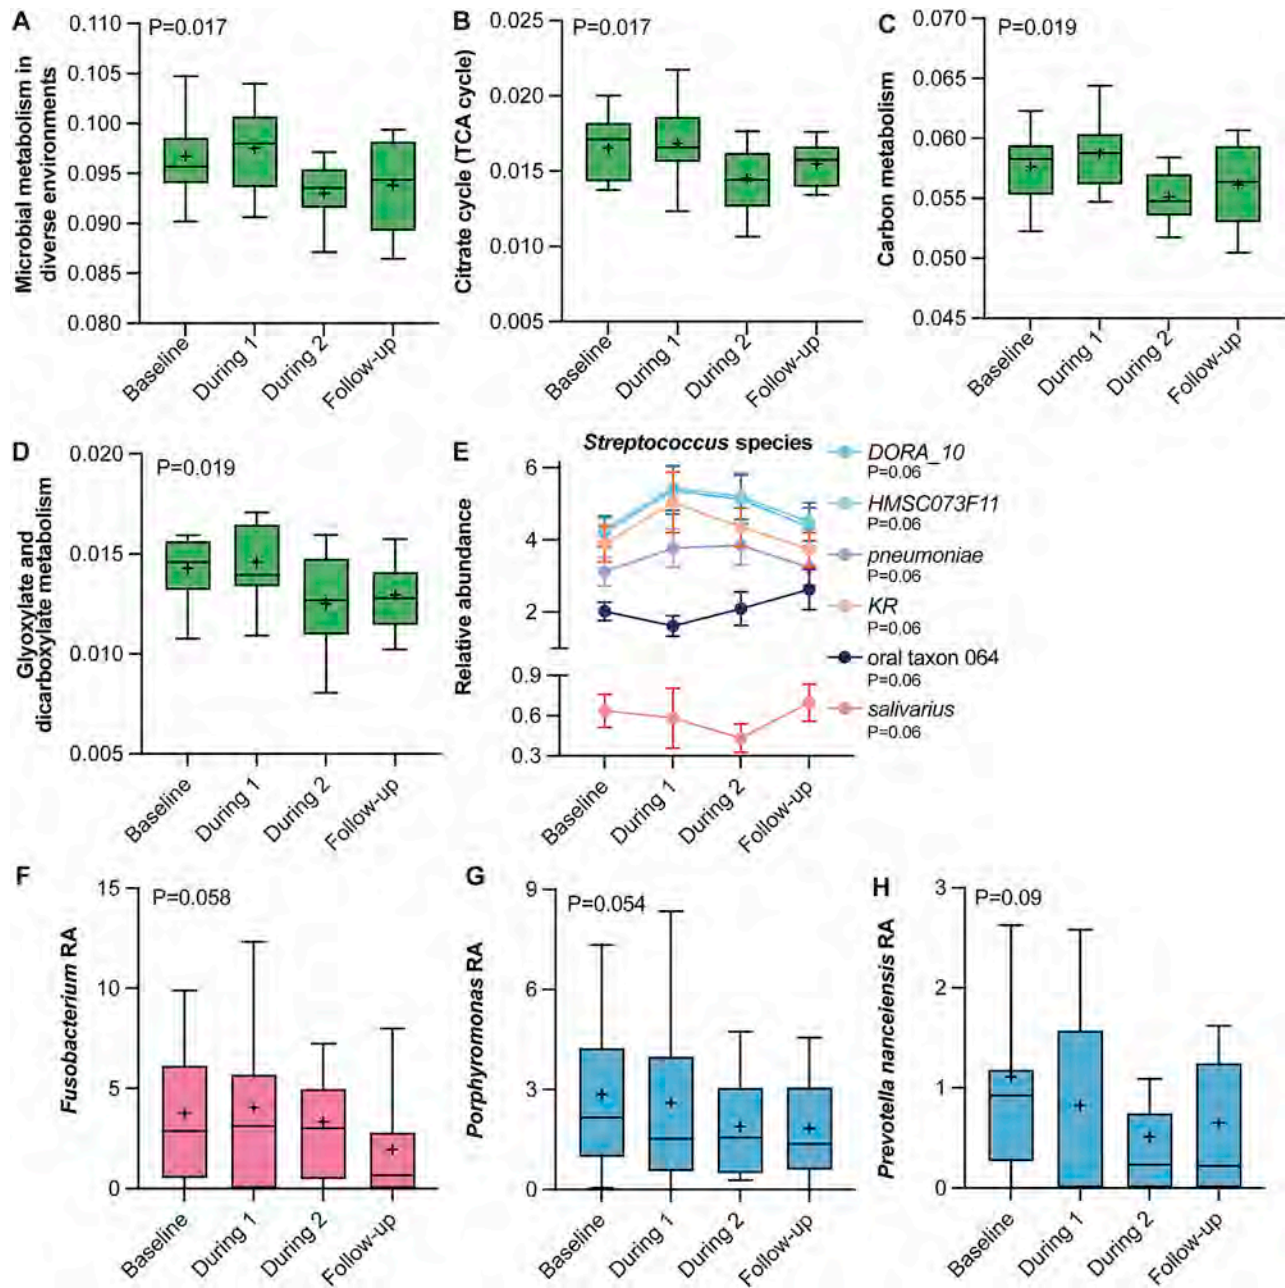 A
P=0.017
Microbial metabolism in
diverse environments
0.110
0.105
0.100
0.095
0.090
0.085
0.080
Baseline
During 1
During 2
Follow-up
B
P=0.017
Citrate cycle (TCA cycle)
0.025
0.020
0.015
0.010
0.005
Baseline
During 1
During 2
Follow-up
C
P=0.019
Carbon metabolism
0.070
0.065
0.060
0.055
0.050
0.045
Baseline
During 1
During 2
Follow-up
D
P=0.019
Glyoxylate and
dicarboxylate metabolism
0.020
0.015
0.010
0.005
Baseline
During 1
During 2
Follow-up
E
Streptococcus species
Relative abundance
6
4
2
0.9
0.6
0.3
Baseline
During 1
During 2
Follow-up
DORA_10
P=0.06
HMSC073F11
P=0.06
pneumoniae
P=0.06
KR
P=0.06
oral taxon 064
P=0.06
salivarius
P=0.06
F
P=0.058
Fusobacterium RA
15
10
5
0
Baseline
During 1
During 2
Follow-up
G
P=0.054
Porphyromonas RA
9
6
3
0
Baseline
During 1
During 2
Follow-up
H
P=0.09
Prevotella nanceiensis RA
3
2
1
0
Baseline
During 1
During 2
Follow-up